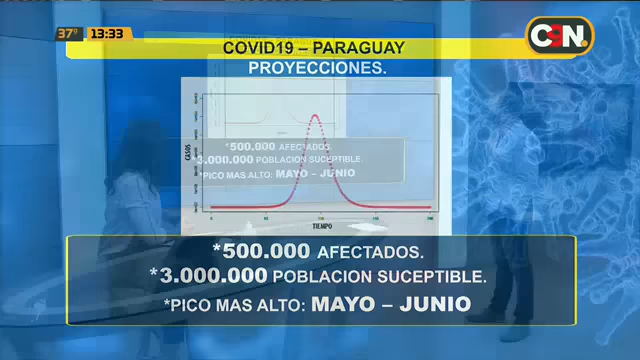 37º 13:33
C9N.
COVID19 – PARAGUAY
PROYECCIONES.
CASOS
*500.000 AFECTADOS.
*3.000.000 POBLACION SUCEPTIBLE.
*PICO MAS ALTO: MAYO – JUNIO
TIEMPO
*500.000 AFECTADOS.
*3.000.000 POBLACION SUCEPTIBLE.
*PICO MAS ALTO: MAYO – JUNIO